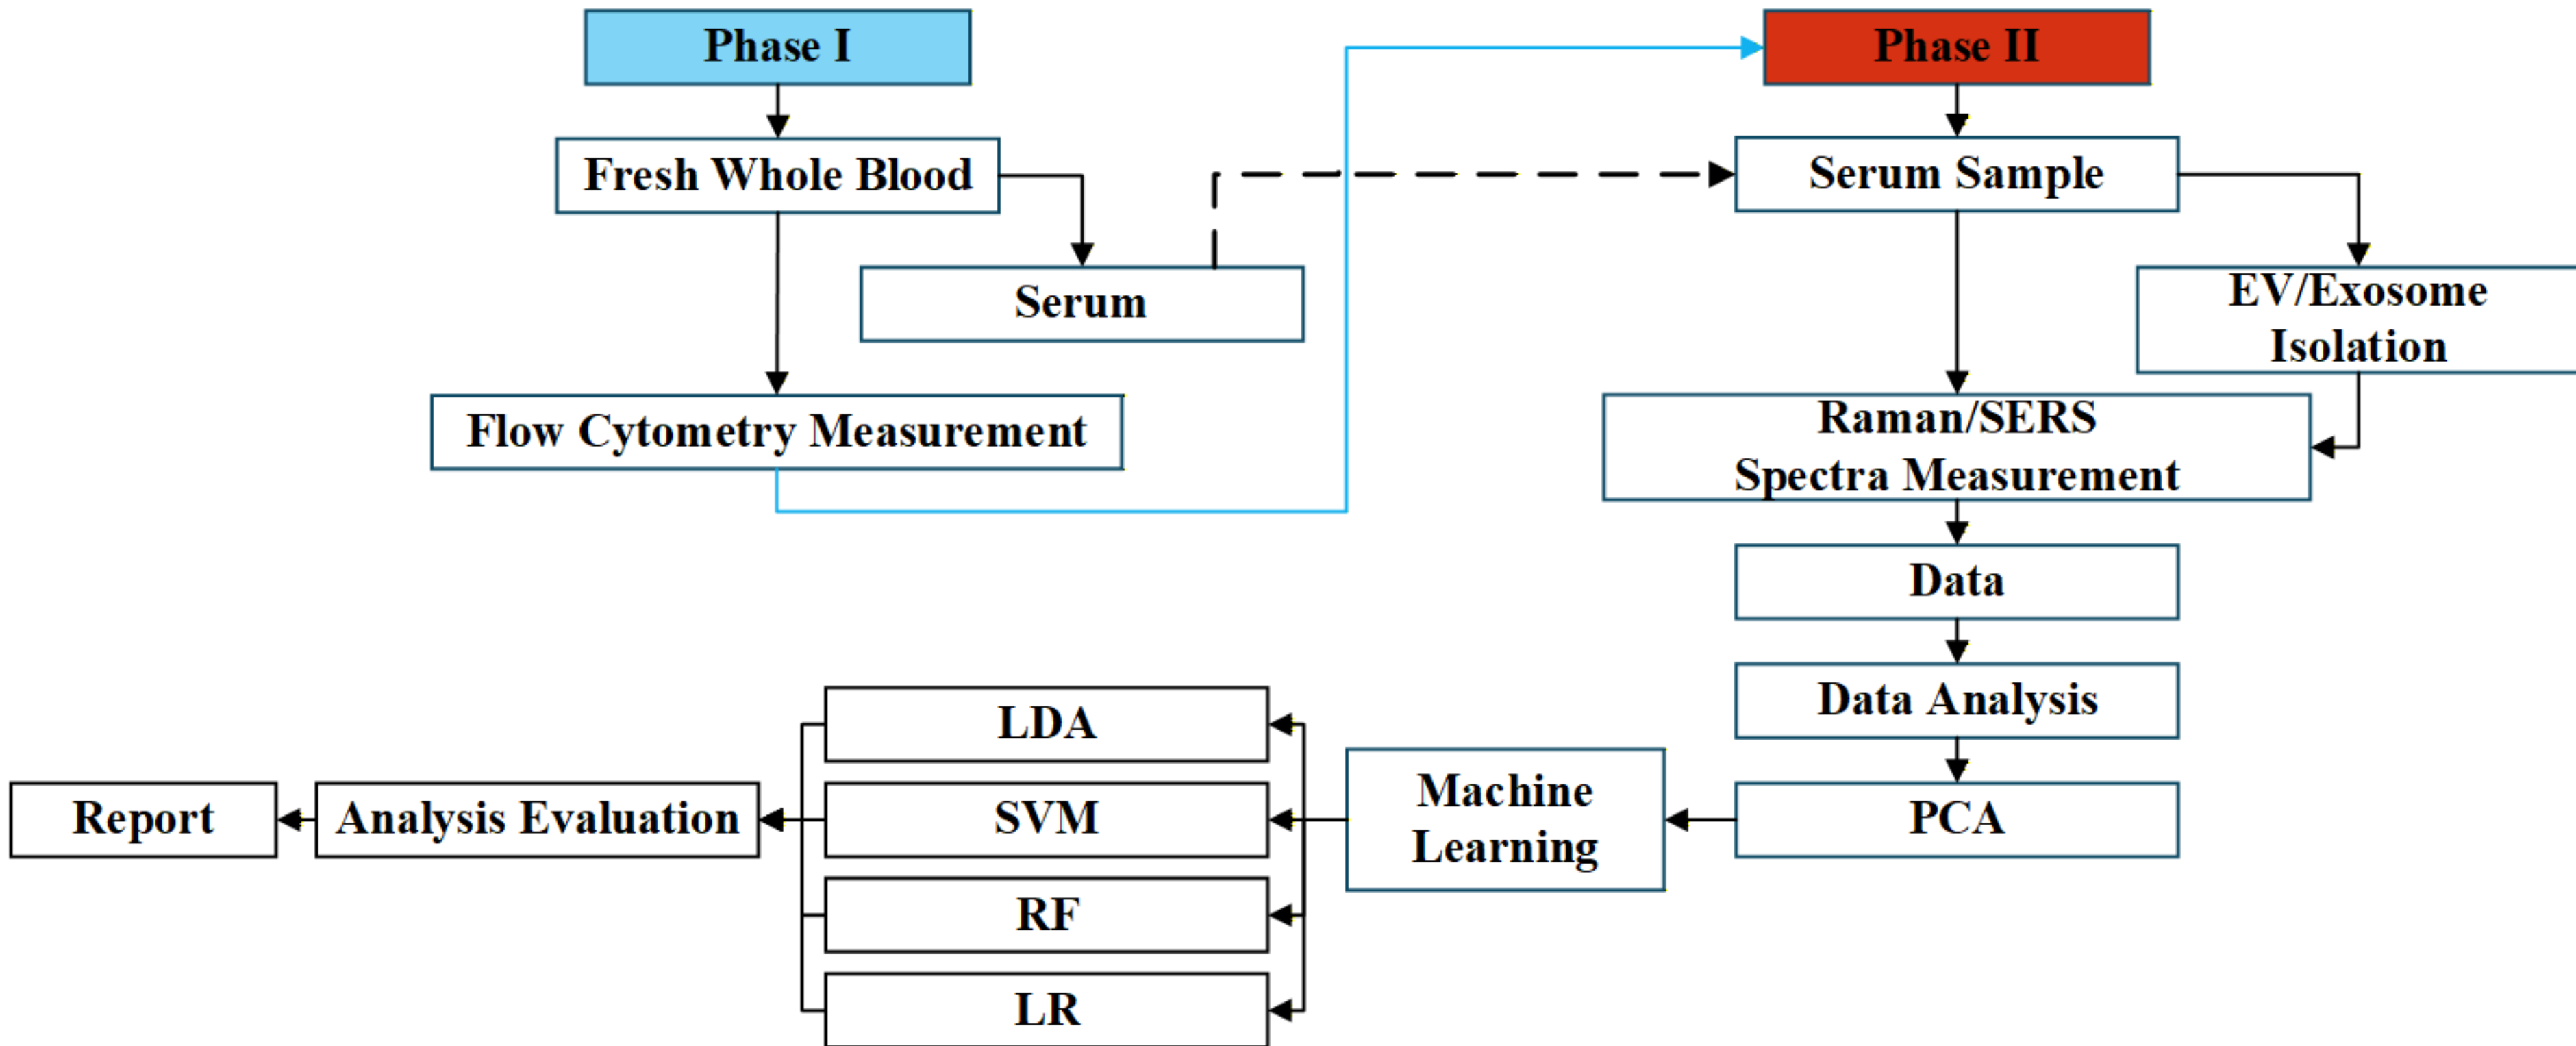 Phase I
Phase II
Fresh Whole Blood
Serum Sample
Serum
EV/Exosome
Isolation
Flow Cytometry Measurement
Raman/SERS
Spectra Measurement
Data
Data Analysis
LDA
Machine
Learning
Report
Analysis Evaluation
SVM
PCA
RF
LR